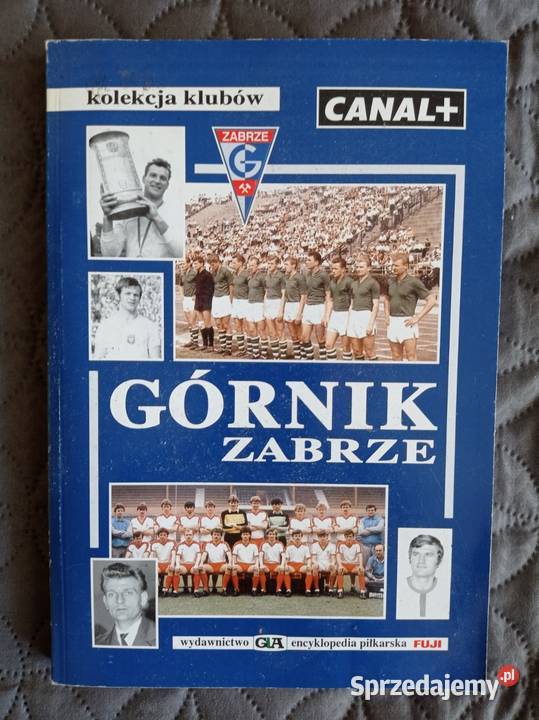 kolekcja klubów
CANAL+
ZABRZE
G
GÓRNIK
ZABRZE
wydawnictwo GiA encyklopedia piłkarska FUJI
Sprzedajemy.pl